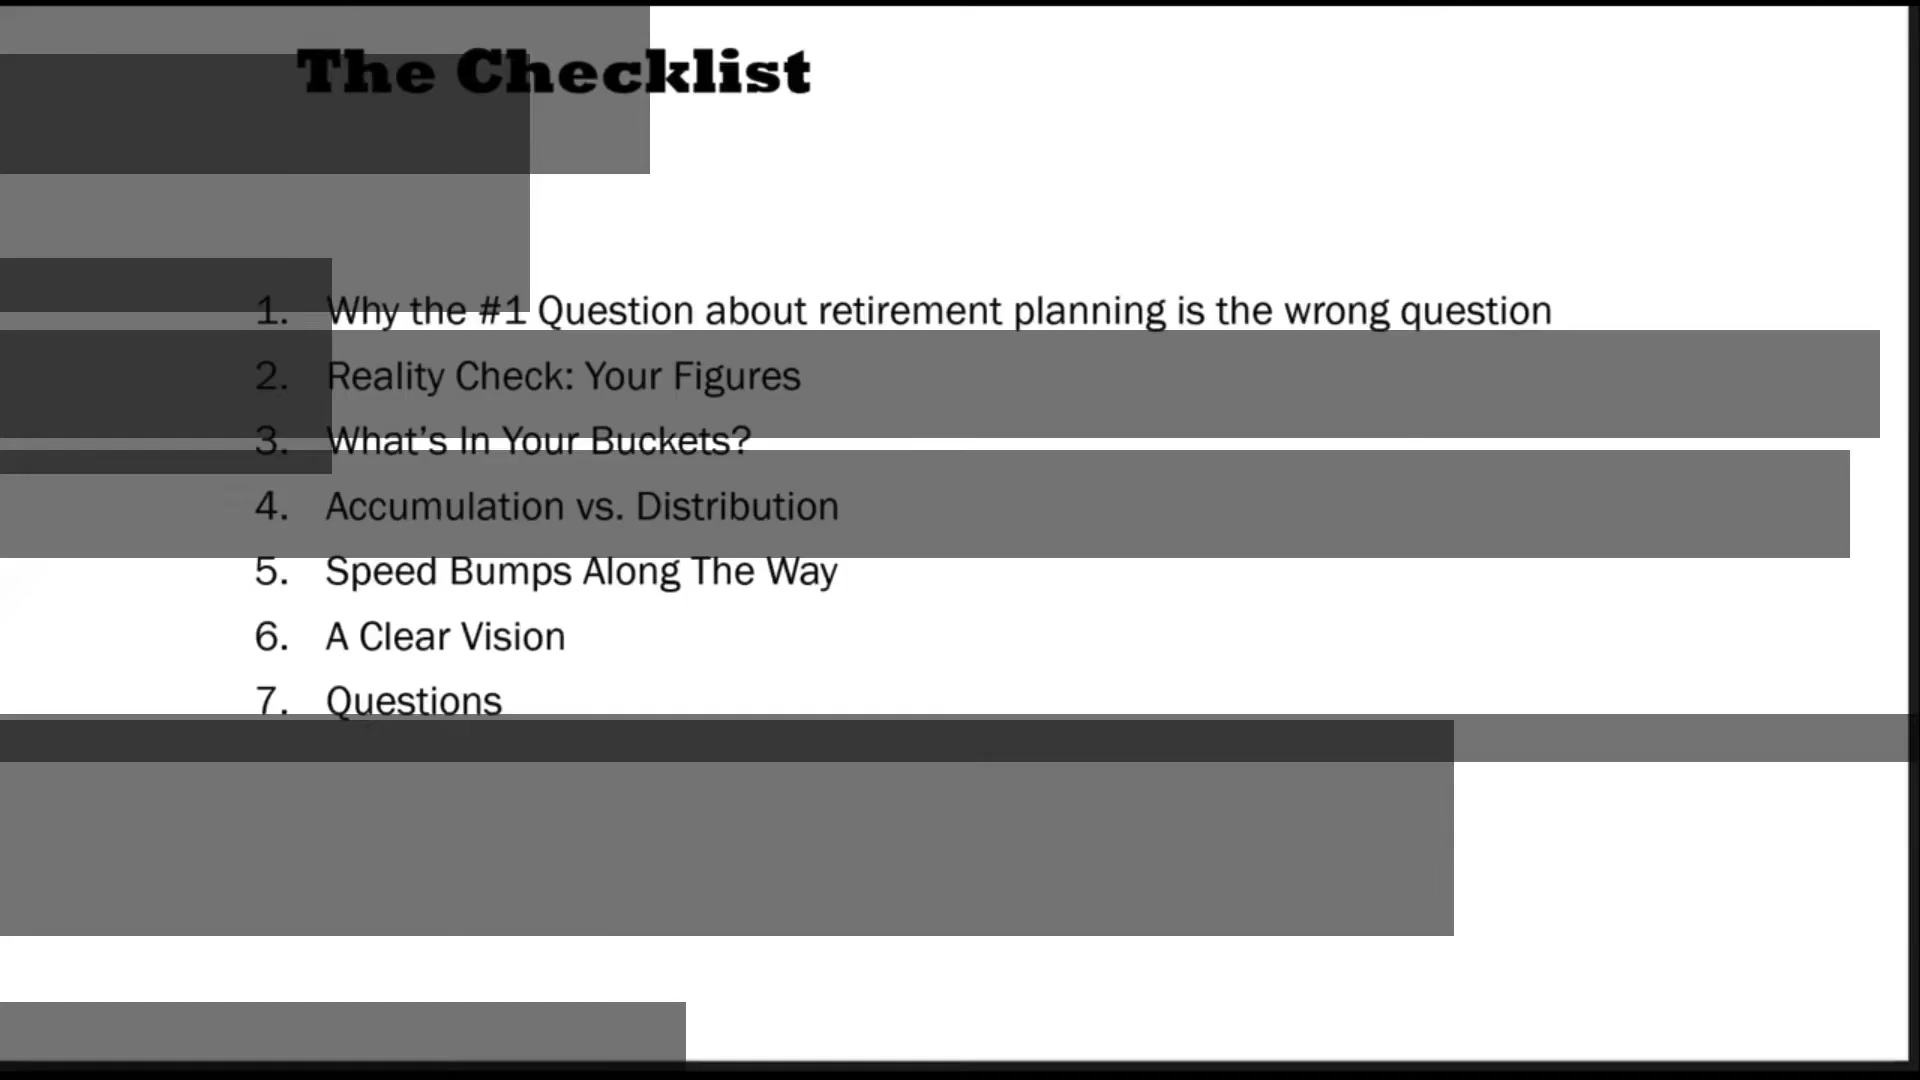 The Checklist
1. Why the #1 Question about retirement planning is the wrong question
2. Reality Check: Your Figures
3. What’s In Your Buckets?
4. Accumulation vs. Distribution
5. Speed Bumps Along The Way
6. A Clear Vision
7. Questions